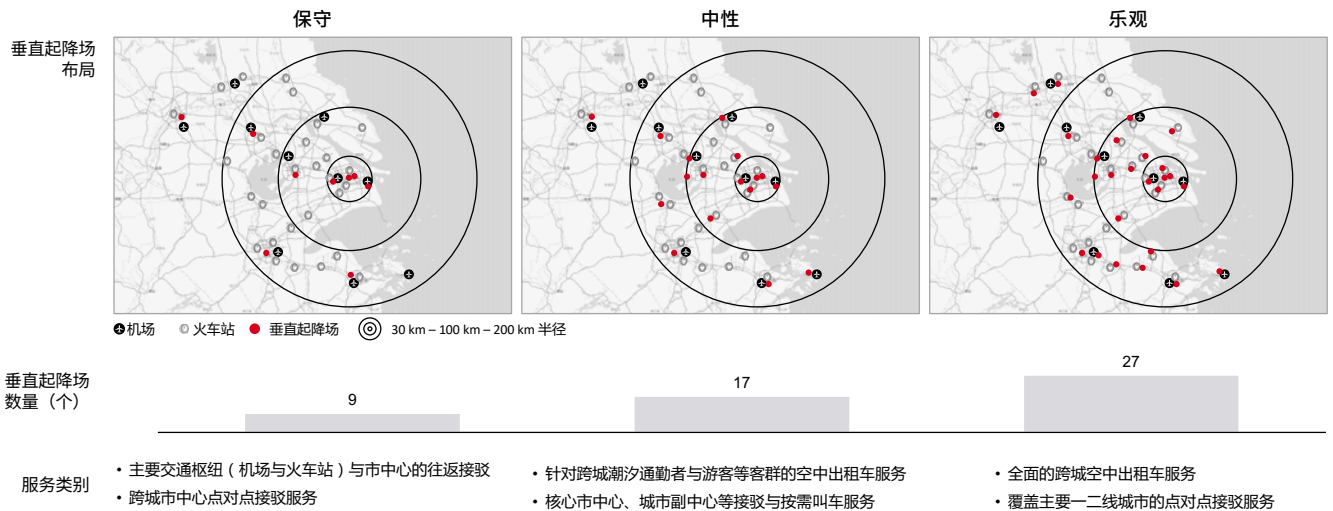 保守
中性
乐观
垂直起降场
布局
机场
火车站
垂直起降场
30 km – 100 km – 200 km 半径
垂直起降场
数量（个）
9
17
27
服务类别
• 主要交通枢纽（机场与火车站）与市中心的往返接驳
• 跨城市中心点对点接驳服务
• 针对跨城潮汐通勤者与游客等客群的空中出租车服务
• 核心市中心、城市副中心等接驳与按需叫车服务
• 全面的跨城空中出租车服务
• 覆盖主要一二线城市的点对点接驳服务